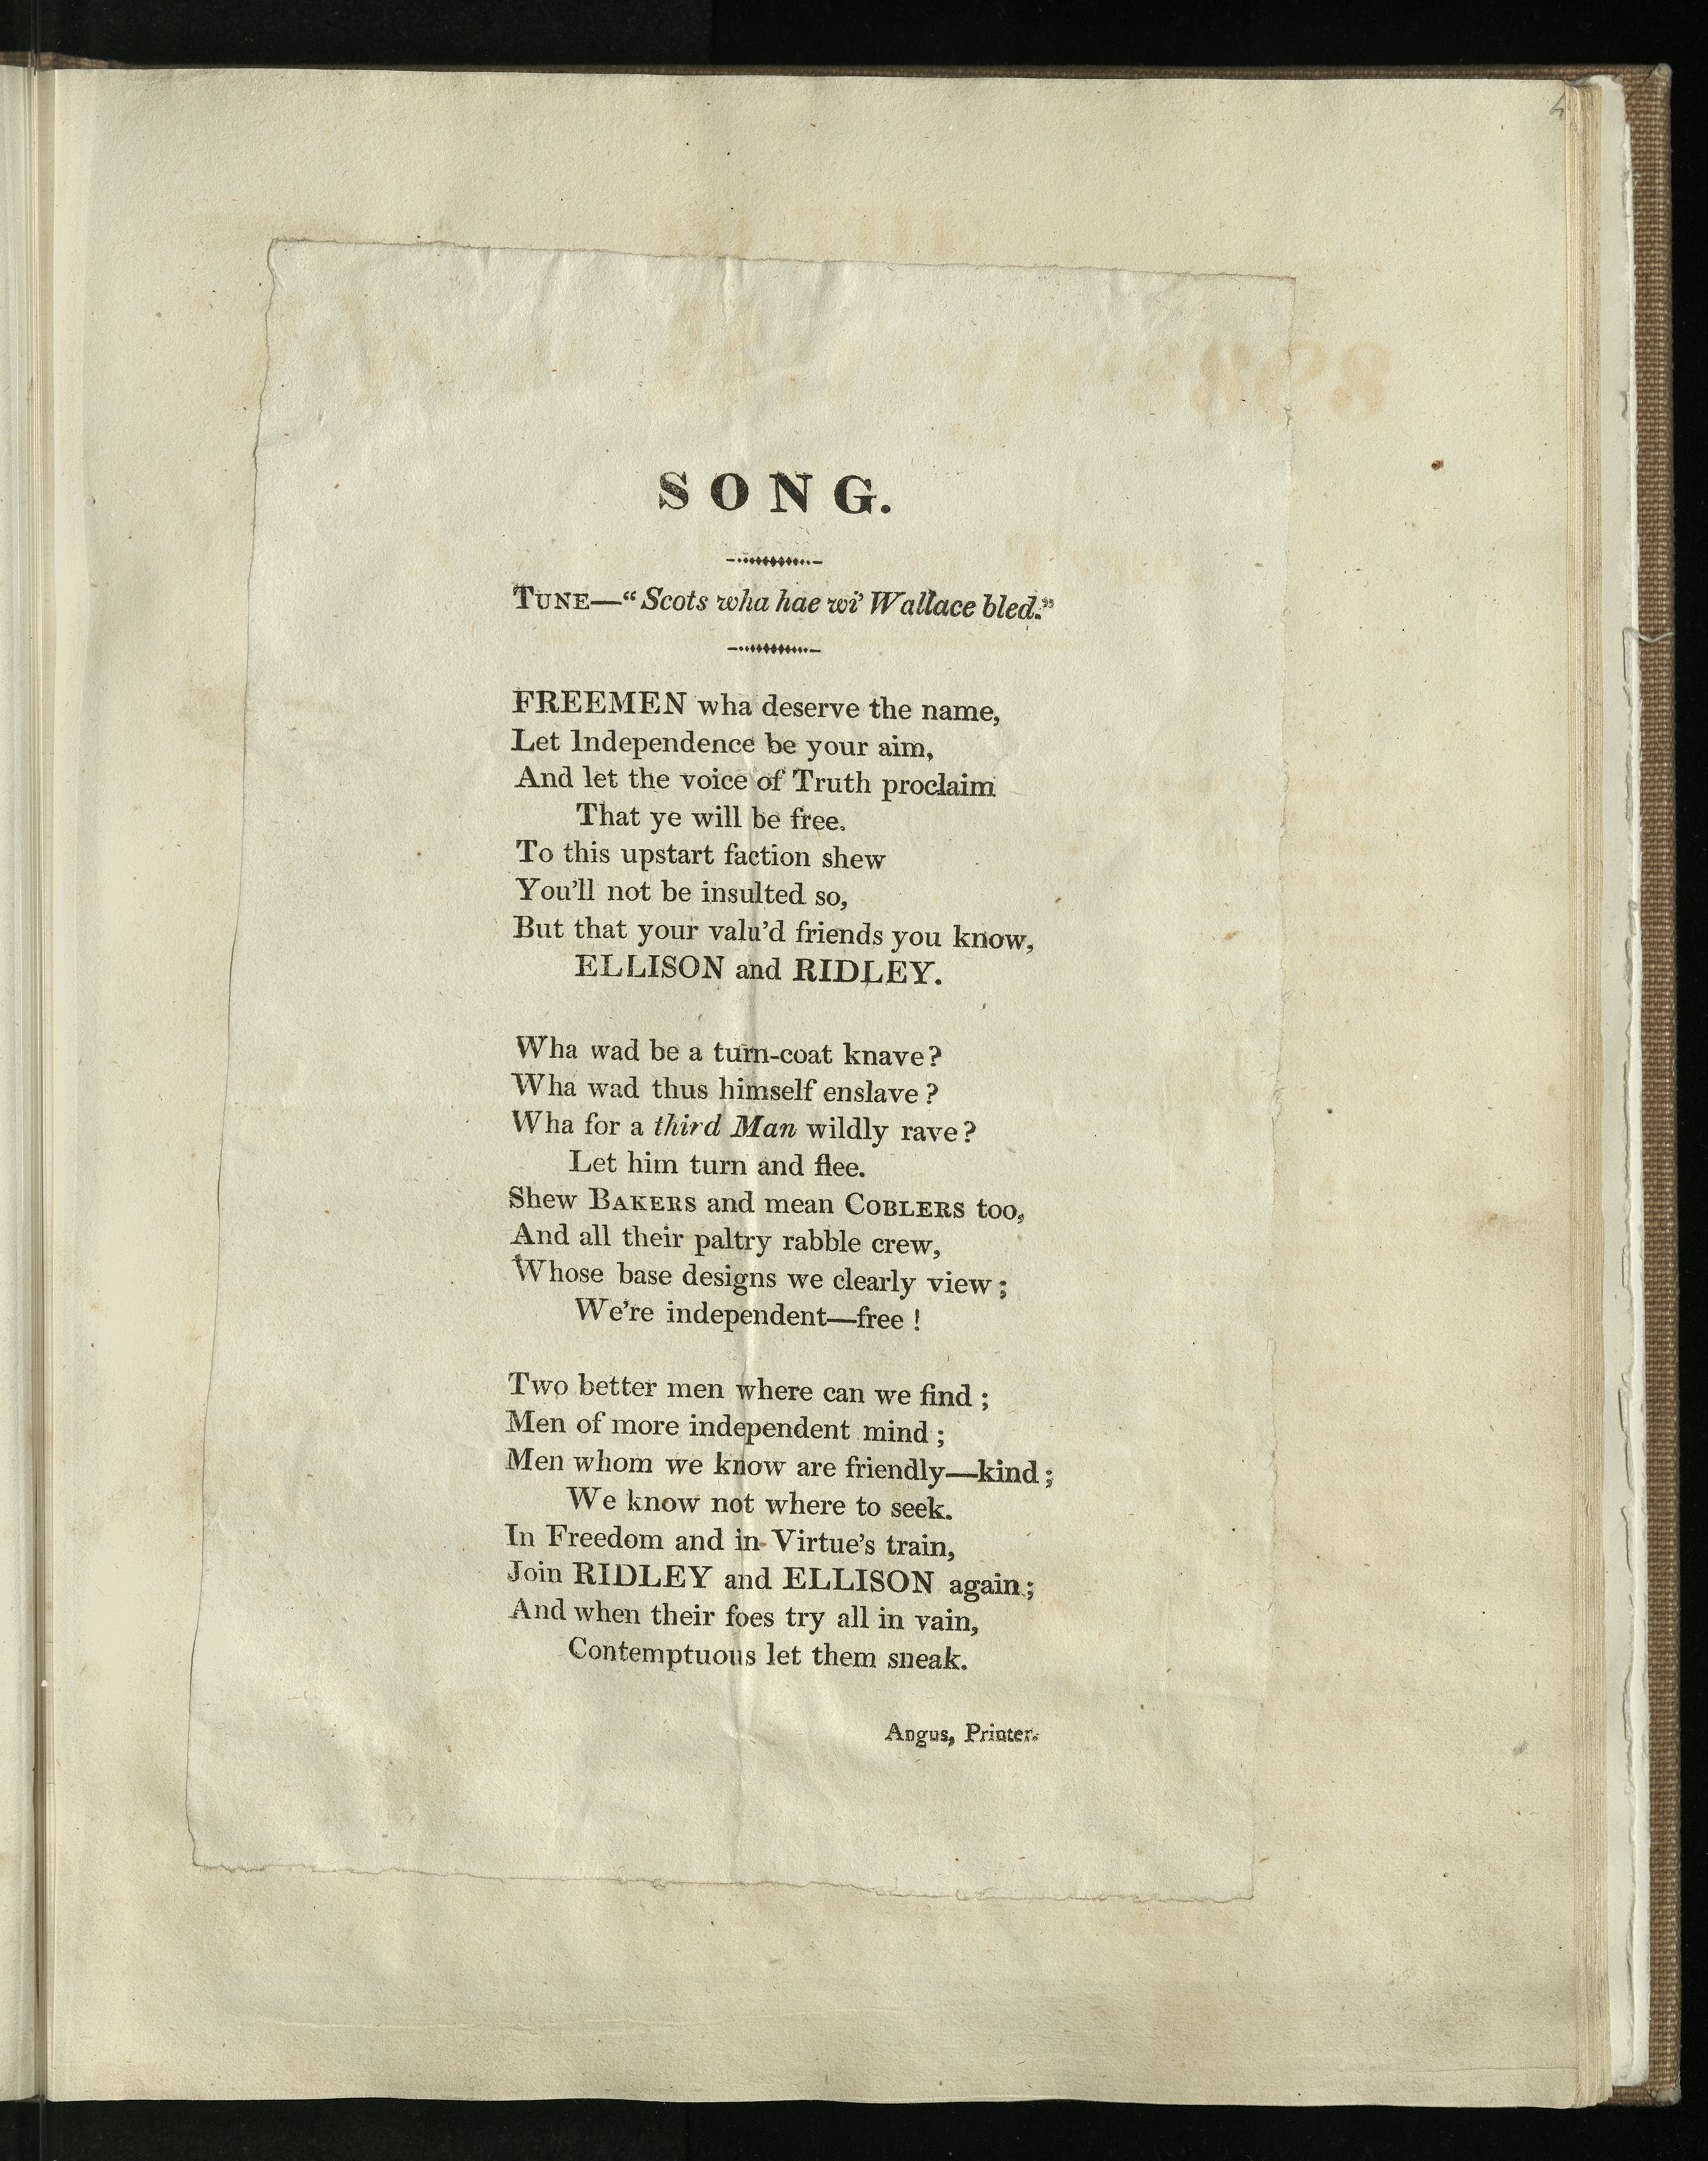 4
SONG.
TUNE—“Scots wha hae wi’ Wallace bled.”
FREEMEN wha deserve the name,
Let Independence be your aim,
And let the voice of Truth proclaim
That ye will be free.
To this upstart faction shew
You’ll not be insulted so,
But that your valu’d friends you know,
ELLISON and RIDLEY.
Wha wad be a turn-coat knave?
Wha wad thus himself enslave?
Wha for a third Man wildly rave?
Let him turn and flee.
Shew BAKERS and mean COBLERS too,
And all their paltry rabble crew,
Whose base designs we clearly view;
We’re independent—free!
Two better men where can we find;
Men of more independent mind;
Men whom we know are friendly—kind;
We know not where to seek.
In Freedom and in Virtue’s train,
Join RIDLEY and ELLISON again;
And when their foes try all in vain,
Contemptuous let them sneak.
Angus, Printer.